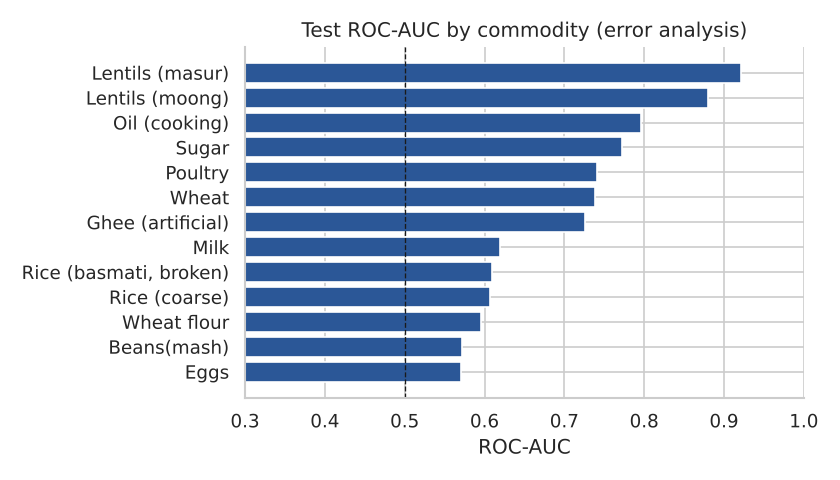 Test ROC-AUC by commodity (error analysis)
Lentils (masur)
Lentils (moong)
Oil (cooking)
Sugar
Poultry
Wheat
Ghee (artificial)
Milk
Rice (basmati, broken)
Rice (coarse)
Wheat flour
Beans(mash)
Eggs
0.3 0.4 0.5 0.6 0.7 0.8 0.9 1.0
ROC-AUC